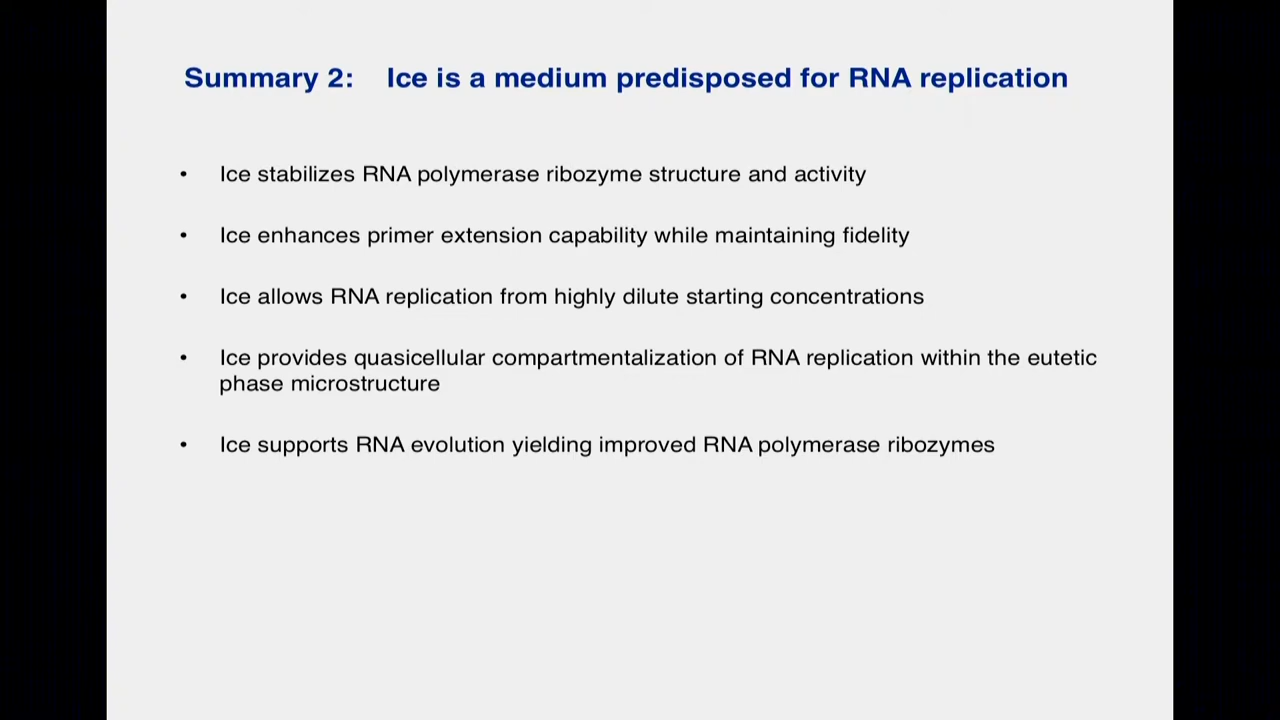 Summary 2: Ice is a medium predisposed for RNA replication
• Ice stabilizes RNA polymerase ribozyme structure and activity
• Ice enhances primer extension capability while maintaining fidelity
• Ice allows RNA replication from highly dilute starting concentrations
• Ice provides quasicellular compartmentalization of RNA replication within the eutetic
phase microstructure
• Ice supports RNA evolution yielding improved RNA polymerase ribozymes